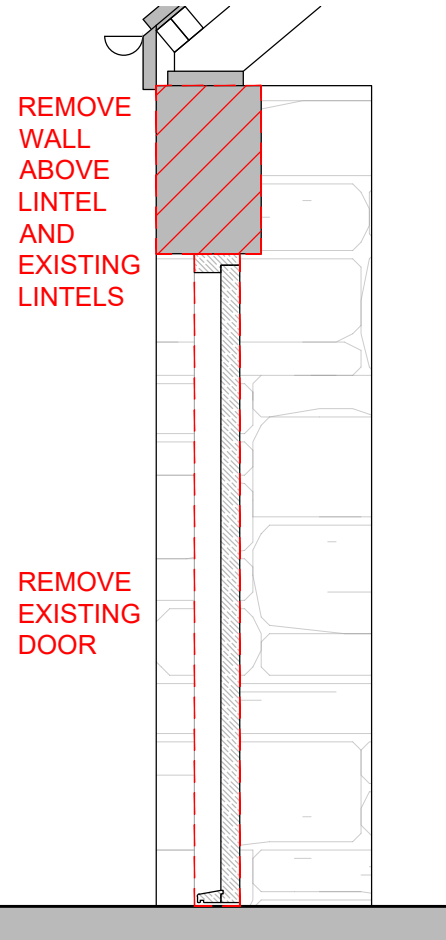 REMOVE
WALL
ABOVE
LINTEL
AND
EXISTING
LINTELS
REMOVE
EXISTING
DOOR